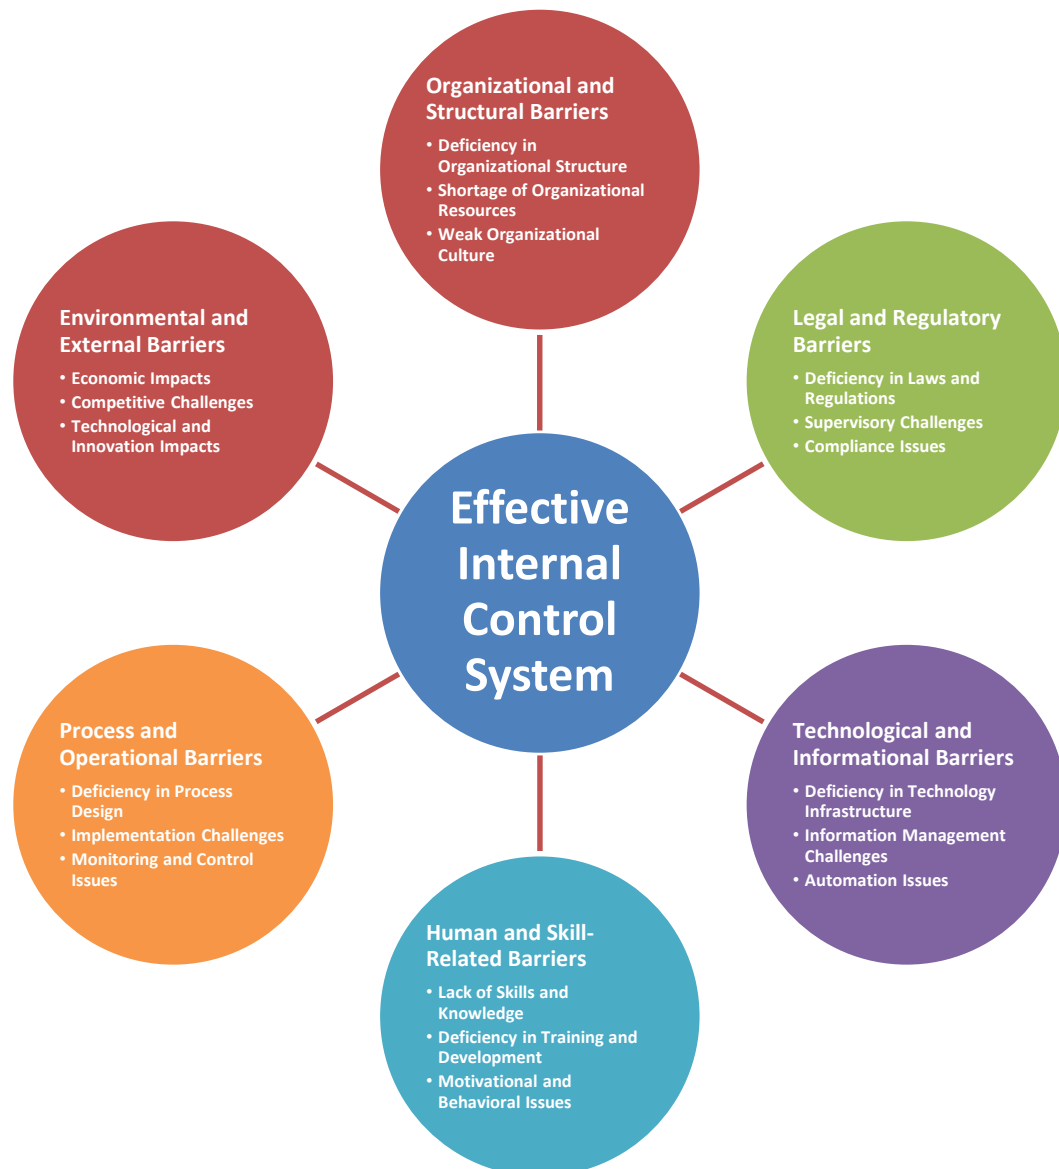 Organizational and
Structural Barriers
• Deficiency in
Organizational Structure
• Shortage of Organizational
Resources
• Weak Organizational
Culture
Legal and Regulatory
Barriers
• Deficiency in Laws and
Regulations
• Supervisory Challenges
• Compliance Issues
Technological and
Informational Barriers
• Deficiency in Technology
Infrastructure
• Information Management
Challenges
• Automation Issues
Human and Skill-
Related Barriers
• Lack of Skills and
Knowledge
• Deficiency in Training and
Development
• Motivational and
Behavioral Issues
Process and
Operational Barriers
• Deficiency in Process
Design
• Implementation Challenges
• Monitoring and Control
Issues
Environmental and
External Barriers
• Economic Impacts
• Competitive Challenges
• Technological and
Innovation Impacts
Effective
Internal
Control
System